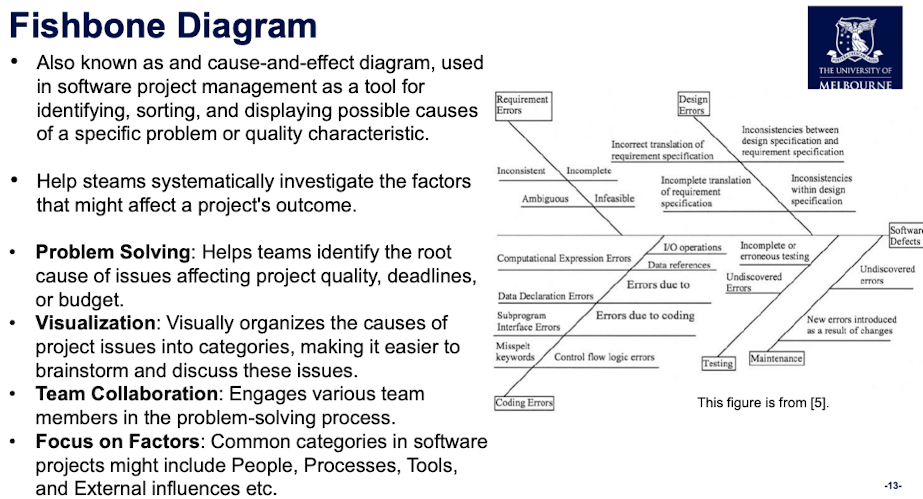 Fishbone Diagram
THE UNIVERSITY OF
MELBOURNE
• Also known as and cause-and-effect diagram, used
in software project management as a tool for
identifying, sorting, and displaying possible causes
of a specific problem or quality characteristic.
• Help steams systematically investigate the factors
that might affect a project's outcome.
• Problem Solving: Helps teams identify the root
cause of issues affecting project quality, deadlines,
or budget.
• Visualization: Visually organizes the causes of
project issues into categories, making it easier to
brainstorm and discuss these issues.
• Team Collaboration: Engages various team
members in the problem-solving process.
• Focus on Factors: Common categories in software
projects might include People, Processes, Tools,
and External influences etc.
Requirement
Errors
Design
Errors
Inconsistencies between
design specification and
requirement specification
Incorrect translation of
requirement specification
Inconsistent
Incomplete
Incomplete translation
of requirement
specification
Inconsistencies
within design
specification
Ambiguous
Infeasible
Software
Defects
I/O operations
Incomplete or
erroneous testing
Computational Expression Errors
Data references
Undiscovered
errors
Undiscovered
Errors
Errors due to
Data Declaration Errors
Subprogram
Interface Errors
Errors due to coding
New errors introduced
as a result of changes
Misspelt
keywords
Control flow logic errors
Testing
Maintenance
Coding Errors
This figure is from [5].
-13-